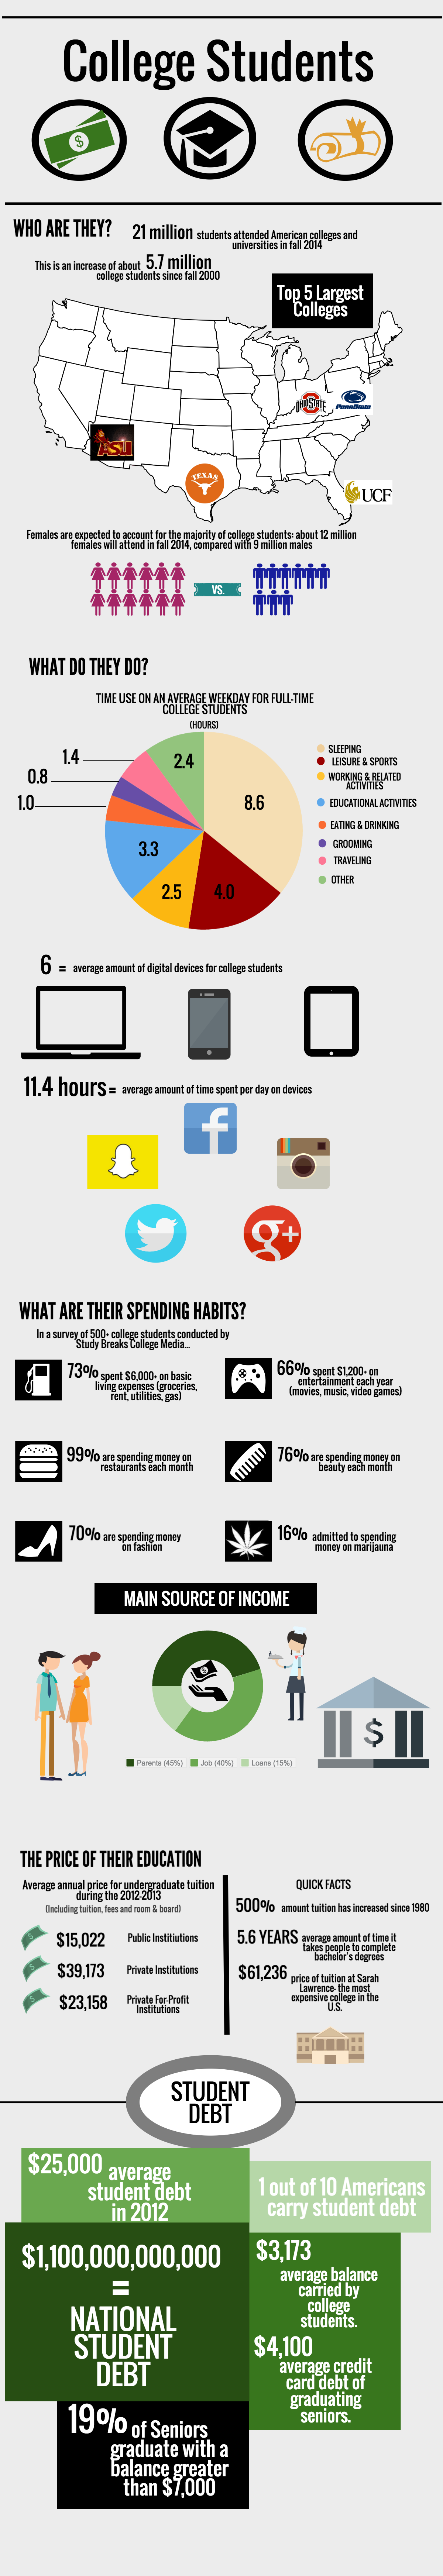 College Students
$
WHO ARE THEY?
21 million students attended American colleges and
universities in fall 2014
This is an increase of about 5.7 million
college students since fall 2000
Top 5 Largest
Colleges
OHIO STATE
PennState
ASU
TEXAS
UCF
Females are expected to account for the majority of college students: about 12 million
females will attend in fall 2014, compared with 9 million males
VS.
WHAT DO THEY DO?
TIME USE ON AN AVERAGE WEEKDAY FOR FULL-TIME
COLLEGE STUDENTS
(HOURS)
1.4
0.8
1.0
2.4
8.6
3.3
2.5
4.0
SLEEPING
LEISURE & SPORTS
WORKING & RELATED
ACTIVITIES
EDUCATIONAL ACTIVITIES
EATING & DRINKING
GROOMING
TRAVELING
OTHER
6 = average amount of digital devices for college students
11.4 hours = average amount of time spent per day on devices
f
g+
WHAT ARE THEIR SPENDING HABITS?
In a survey of 500+ college students conducted by
Study Breaks College Media...
73% spent $6,000+ on basic
living expenses (groceries,
rent, utilities, gas)
66% spent $1,200+ on
entertainment each year
(movies, music, video games)
99% are spending money on
restaurants each month
76% are spending money on
beauty each month
70% are spending money
on fashion
16% admitted to spending
money on marijuana
MAIN SOURCE OF INCOME
$
$
Parents (45%) Job (40%) Loans (15%)
THE PRICE OF THEIR EDUCATION
Average annual price for undergraduate tuition
during the 2012-2013
(Including tuition, fees and room & board)
$15,022 Public Institiutions
$39,173 Private Institutions
$23,158 Private For-Profit
Institutions
QUICK FACTS
500% amount tuition has increased since 1980
5.6 YEARS average amount of time it
takes people to complete
bachelor's degrees
$61,236 price of tuition at Sarah
Lawrence- the most
expensive college in the
U.S.
STUDENT
DEBT
$25,000 average
student debt
in 2012
1 out of 10 Americans
carry student debt
$1,100,000,000,000
=
NATIONAL
STUDENT
DEBT
$3,173
average balance
carried by
college
students.
$4,100
average credit
card debt of
graduating
seniors.
19% of Seniors
graduate with a
balance greater
than $7,000